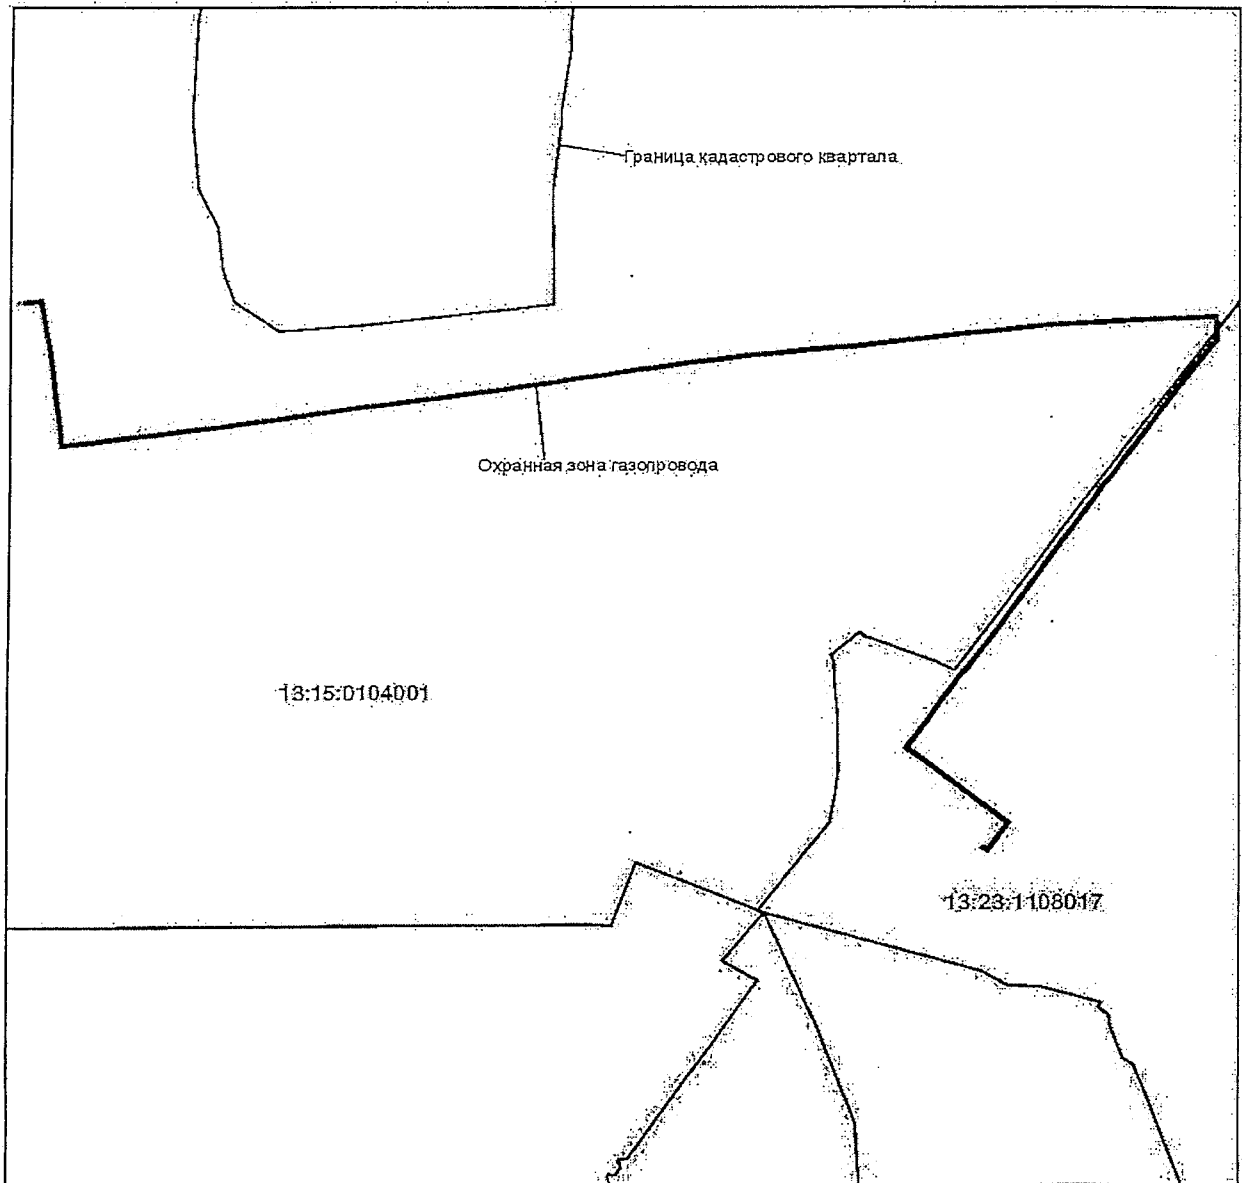 Граница кадастрового квартала
Охранная зона газопровода
13:15:0104001
13:23:1108017